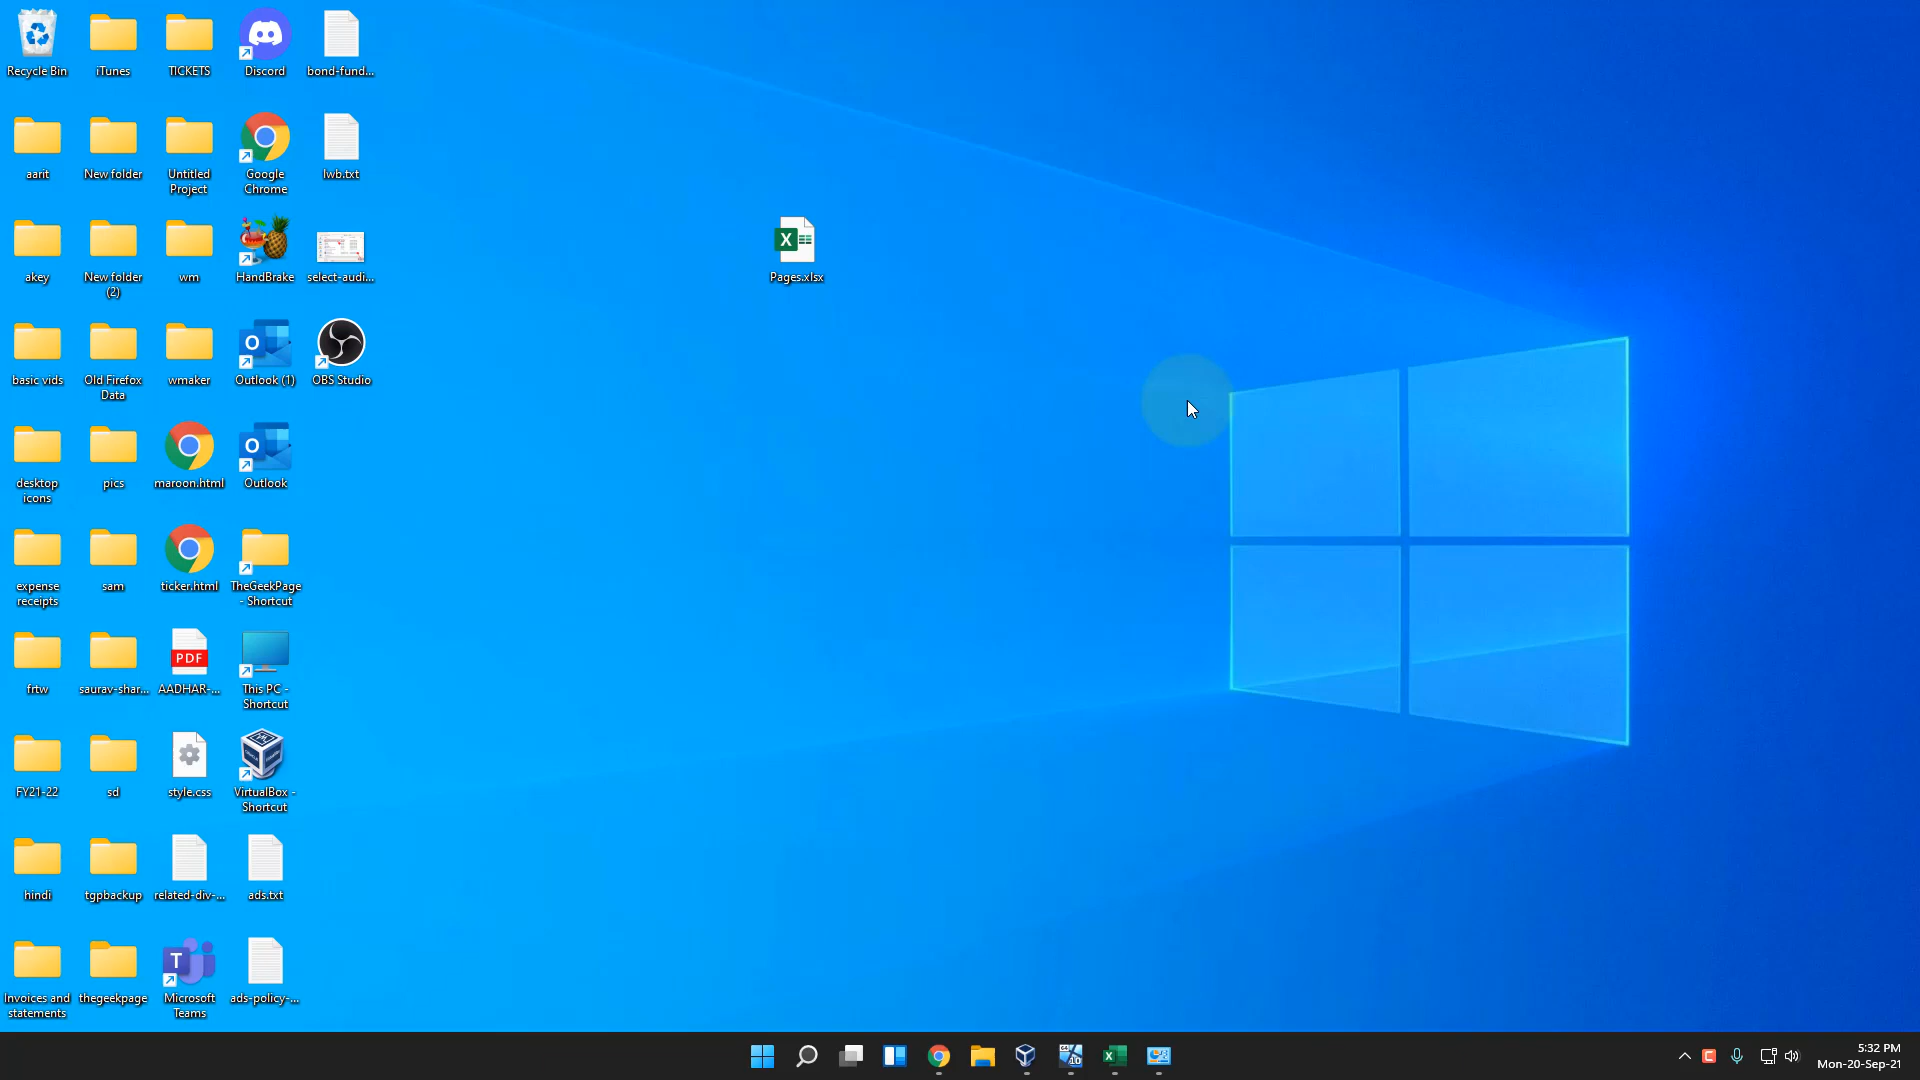 Recycle Bin
iTunes
TICKETS
Discord
bond-fund...
aarit
New folder
Untitled
Project
Google
Chrome
lwb.txt
akey
New folder
(2)
wm
HandBrake
select-audi...
Pages.xlsx
basic vids
Old Firefox
Data
wmaker
Outlook (1)
OBS Studio
desktop
icons
pics
maroon.html
Outlook
expense
receipts
sam
ticker.html
TheGeekPage
- Shortcut
frtw
saurav-shar...
PDF
AADHAR-...
This PC -
Shortcut
FY21-22
sd
style.css
VirtualBox -
Shortcut
hindi
tgpbackup
related-div-...
ads.txt
Invoices and
statements
thegeekpage
Microsoft
Teams
ads-policy-...
5:32 PM
Mon-20-Sep-21